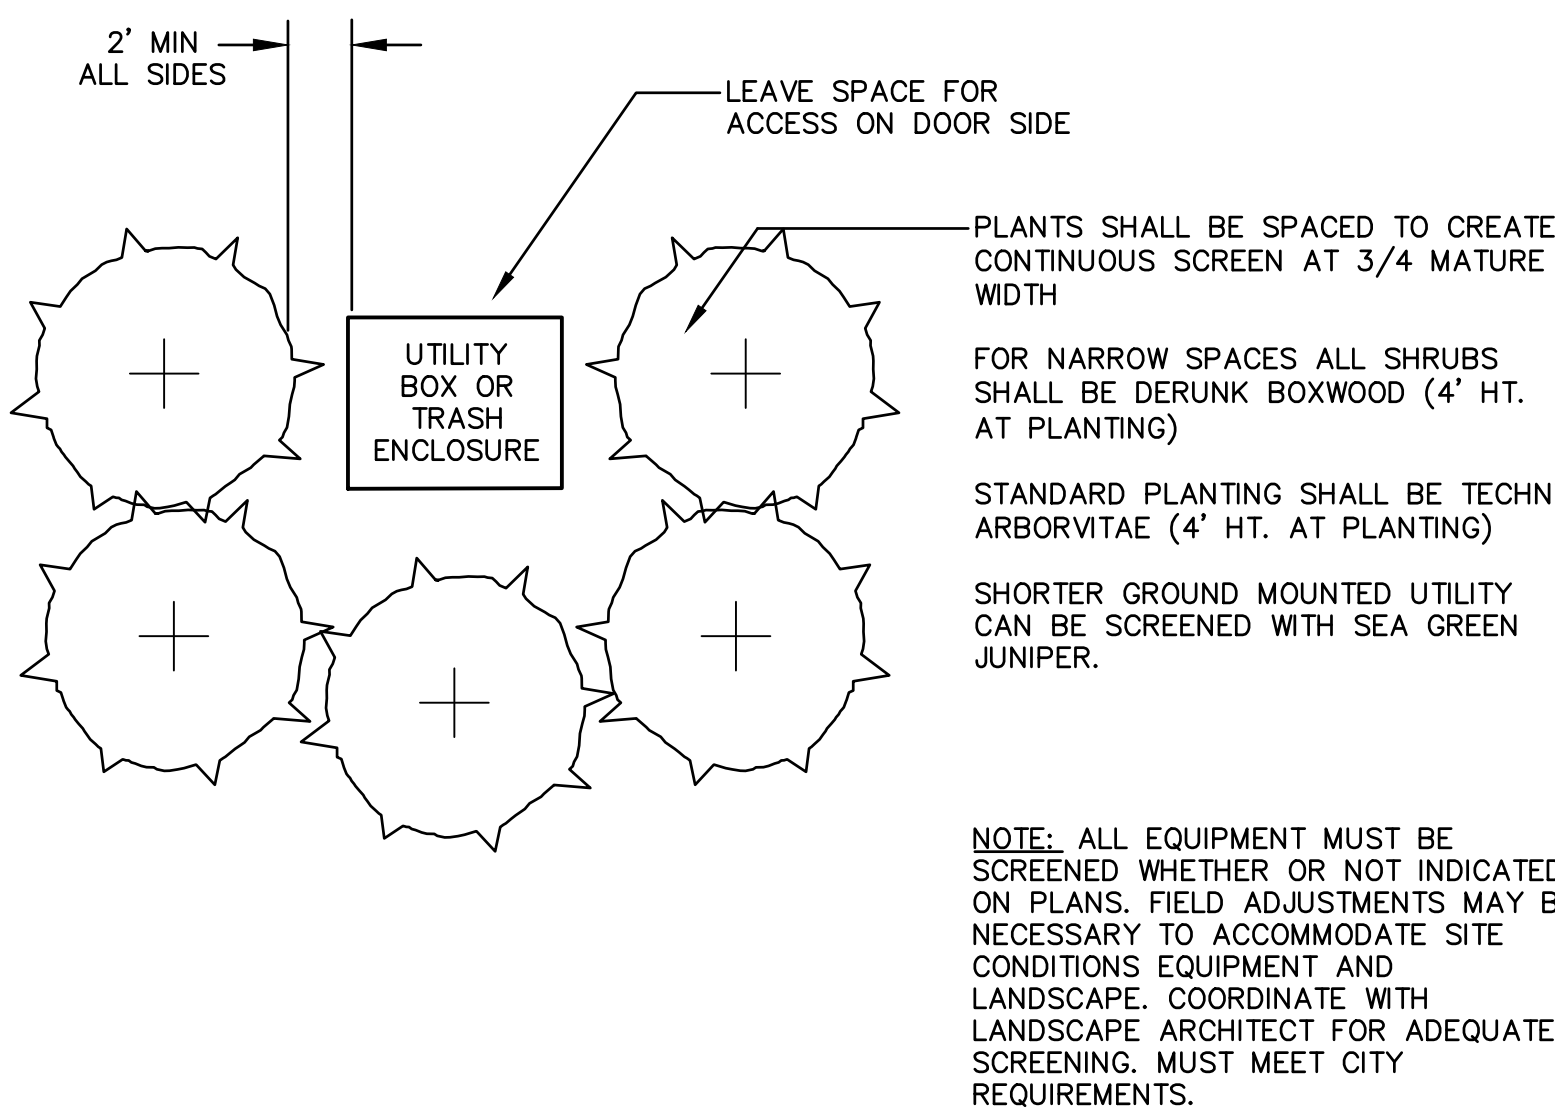 2' MIN
ALL SIDES
LEAVE SPACE FOR
ACCESS ON DOOR SIDE
UTILITY
BOX OR
TRASH
ENCLOSURE
PLANTS SHALL BE SPACED TO CREATE
CONTINUOUS SCREEN AT 3/4 MATURE
WIDTH
FOR NARROW SPACES ALL SHRUBS
SHALL BE DERUNK BOXWOOD (4' HT.
AT PLANTING)
STANDARD PLANTING SHALL BE TECHN
ARBORVITAE (4' HT. AT PLANTING)
SHORTER GROUND MOUNTED UTILITY
CAN BE SCREENED WITH SEA GREEN
JUNIPER.
NOTE: ALL EQUIPMENT MUST BE
SCREENED WHETHER OR NOT INDICATED
ON PLANS. FIELD ADJUSTMENTS MAY B
NECESSARY TO ACCOMMODATE SITE
CONDITIONS EQUIPMENT AND
LANDSCAPE. COORDINATE WITH
LANDSCAPE ARCHITECT FOR ADEQUATE
SCREENING. MUST MEET CITY
REQUIREMENTS.